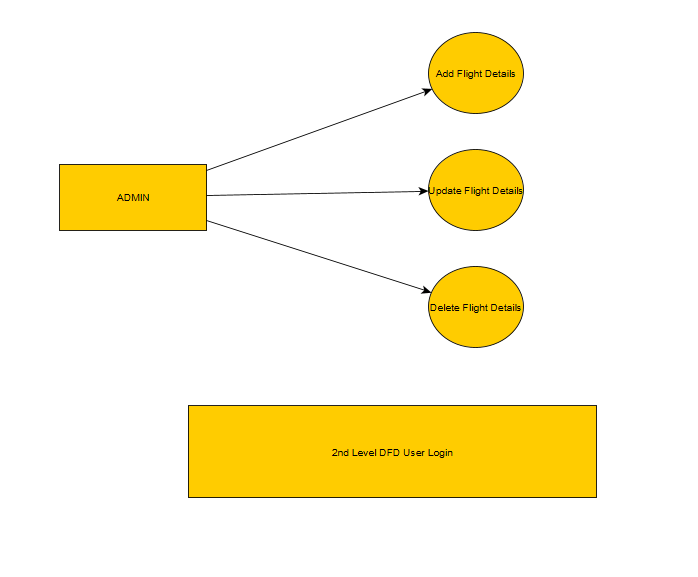 Add Flight Details
ADMIN
Update Flight Details
Delete Flight Details
2nd Level DFD User Login